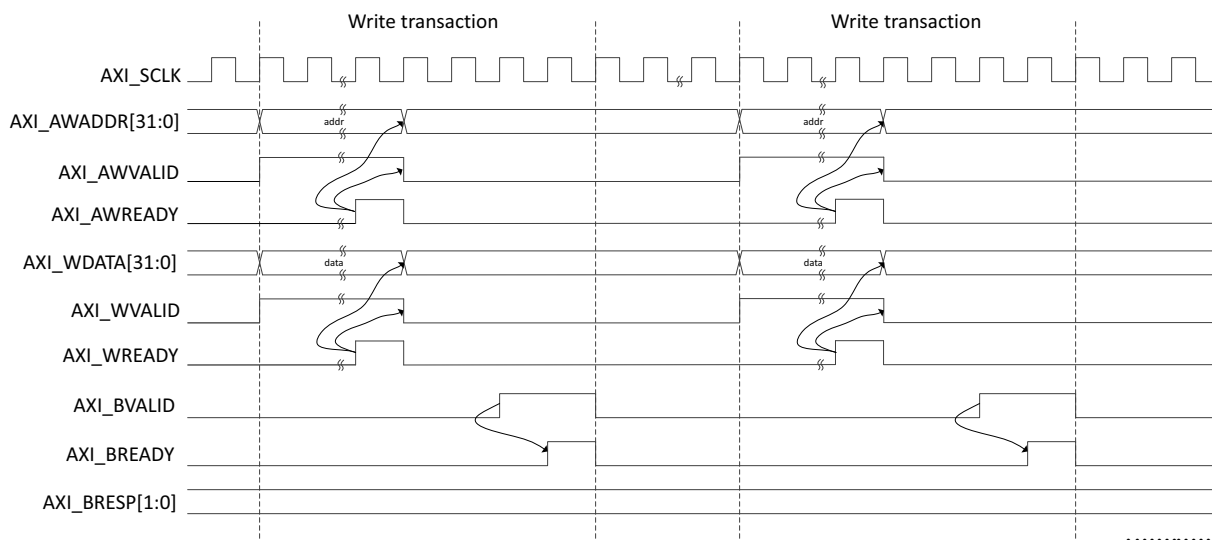 Write transaction Write transaction
AXI_SCLK
AXI_AWADDR[31:0] addr addr
AXI_AWVALID
AXI_AWREADY
AXI_WDATA[31:0] data data
AXI_WVALID
AXI_WREADY
AXI_BVALID
AXI_BREADY
AXI_BRESP[1:0]